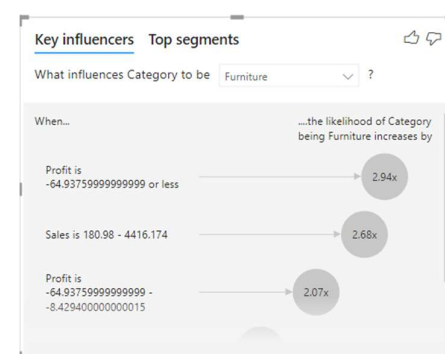 Key influencers Top segments
What influences Category to be Furniture ?
When...
....the likelihood of Category
being Furniture increases by
Profit is
-64.93759999999999 or less
2.94x
Sales is 180.98 - 4416.174
2.68x
Profit is
-64.93759999999999 -
-8.429400000000015
2.07x